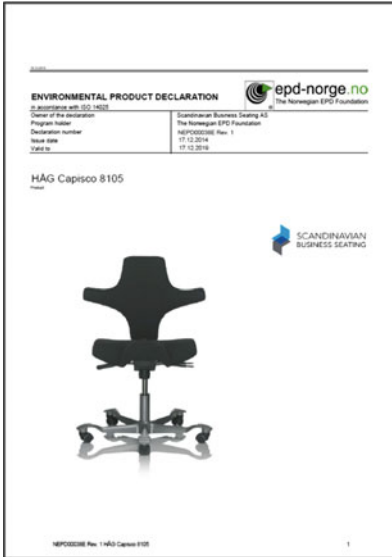 ENVIRONMENTAL PRODUCT DECLARATION
in accordance with ISO 14025
epd-norge.no
The Norwegian EPD Foundation
Owner of the declaration Scandinavian Business Seating AS
Program holder The Norwegian EPD Foundation
Declaration number NEPD00036E Rev. 1
Issue date 17.12.2014
Valid to 17.12.2019
HÅG Capisco 8105
Product
SCANDINAVIAN
BUSINESS SEATING
NEPD00036E Rev. 1 HÅG Capisco 8105 1